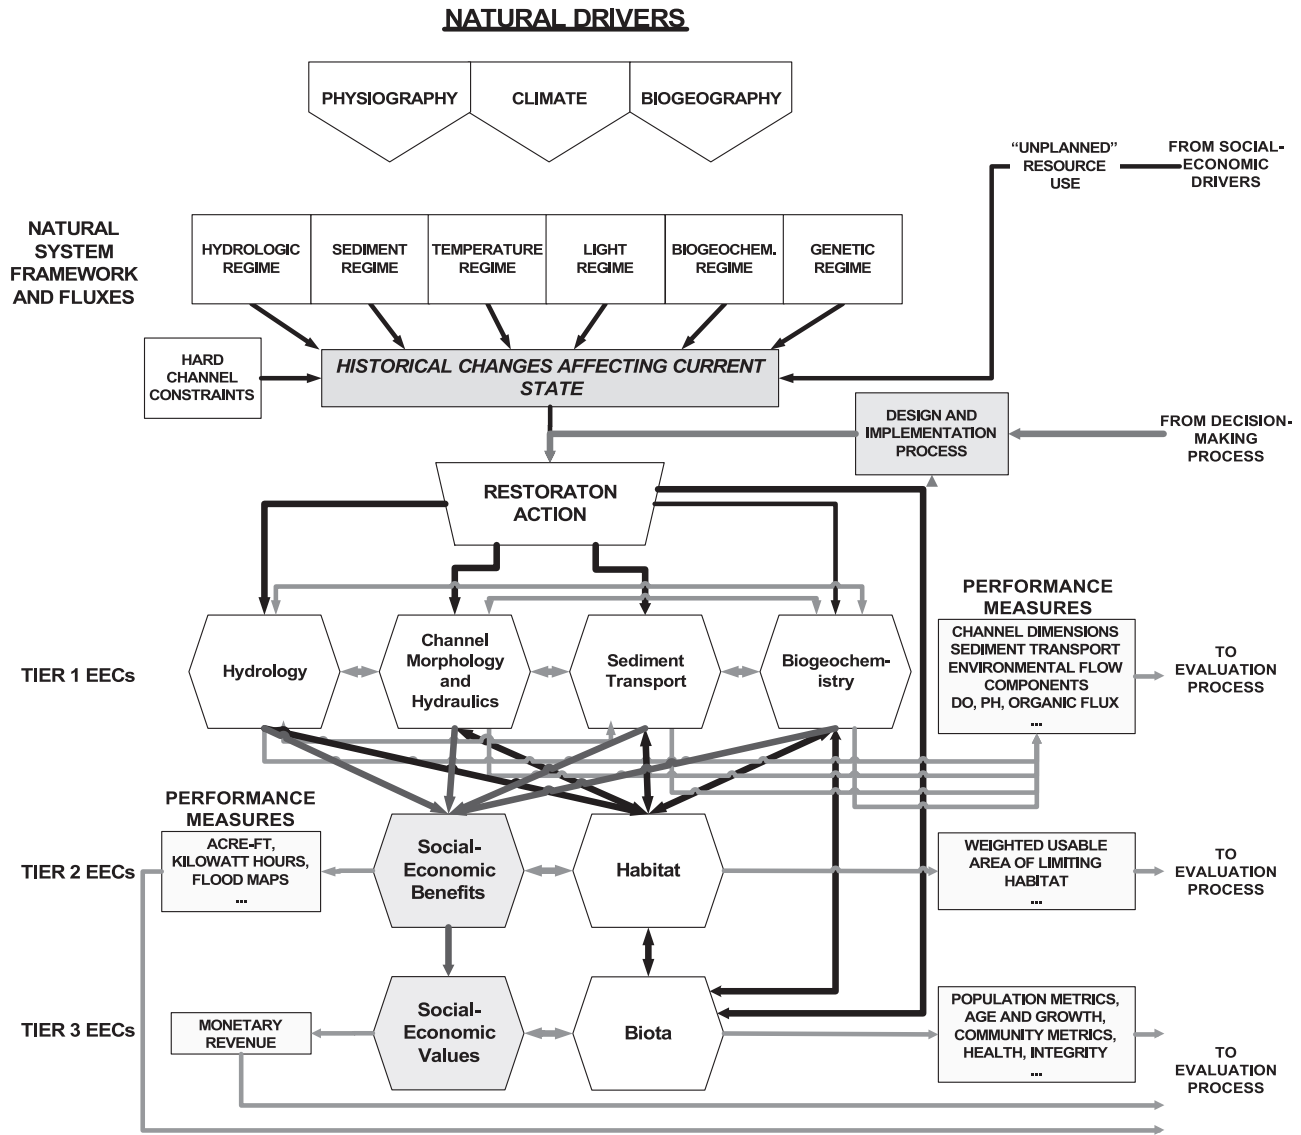 NATURAL DRIVERS
PHYSIOGRAPHY
CLIMATE
BIOGEOGRAPHY
"UNPLANNED"
RESOURCE
USE
FROM SOCIAL-
ECONOMIC
DRIVERS
NATURAL
SYSTEM
FRAMEWORK
AND FLUXES
HYDROLOGIC
REGIME
SEDIMENT
REGIME
TEMPERATURE
REGIME
LIGHT
REGIME
BIOGEOCHEM.
REGIME
GENETIC
REGIME
HARD
CHANNEL
CONSTRAINTS
HISTORICAL CHANGES AFFECTING CURRENT
STATE
DESIGN AND
IMPLEMENTATION
PROCESS
FROM DECISION-
MAKING
PROCESS
RESTORATON
ACTION
PERFORMANCE
MEASURES
TIER 1 EECs
Hydrology
Channel
Morphology
and
Hydraulics
Sediment
Transport
Biogeochem-
istry
CHANNEL DIMENSIONS
SEDIMENT TRANSPORT
ENVIRONMENTAL FLOW
COMPONENTS
DO, PH, ORGANIC FLUX
...
TO
EVALUATION
PROCESS
PERFORMANCE
MEASURES
TIER 2 EECs
ACRE-FT,
KILOWATT HOURS,
FLOOD MAPS
...
Social-
Economic
Benefits
Habitat
WEIGHTED USABLE
AREA OF LIMITING
HABITAT
...
TO
EVALUATION
PROCESS
TIER 3 EECs
MONETARY
REVENUE
Social-
Economic
Values
Biota
POPULATION METRICS,
AGE AND GROWTH,
COMMUNITY METRICS,
HEALTH, INTEGRITY
...
TO
EVALUATION
PROCESS